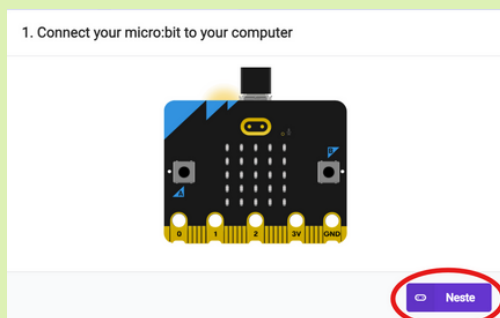 1. Connect your micro:bit to your computer
B
A
0 1 2 3V GND
Neste